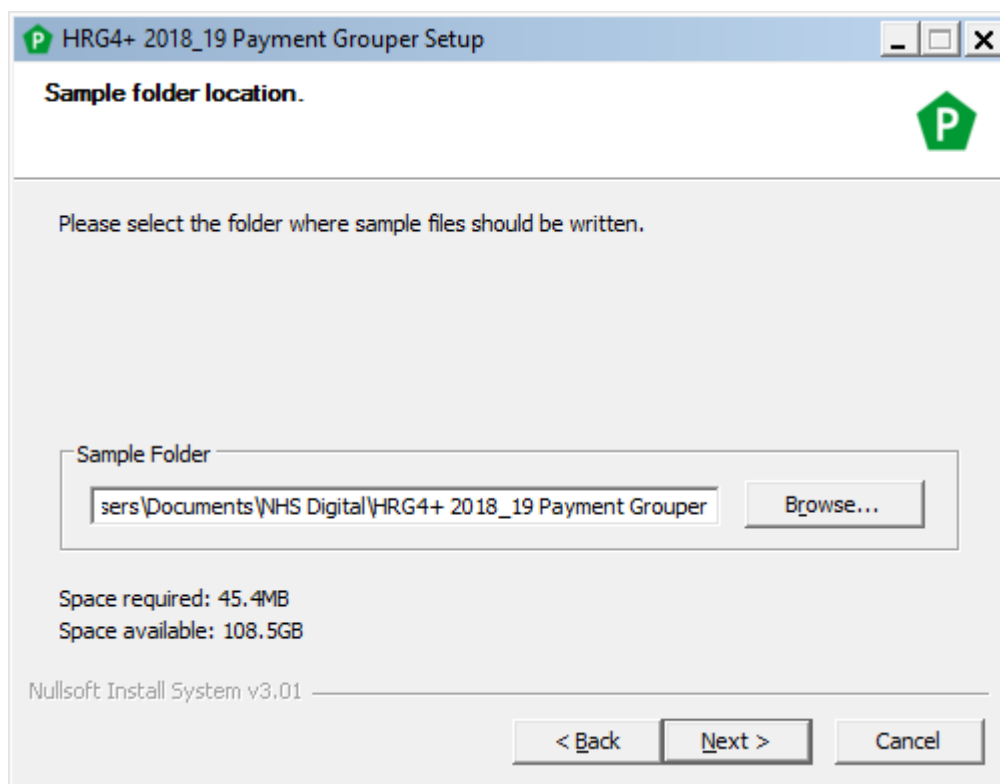 P HRG4+ 2018_19 Payment Grouper Setup
Sample folder location.
P
Please select the folder where sample files should be written.
Sample Folder
sers\Documents\NHS Digital\HRG4+ 2018_19 Payment Grouper Browse...
Space required: 45.4MB
Space available: 108.5GB
Nullsoft Install System v3.01
< Back Next > Cancel